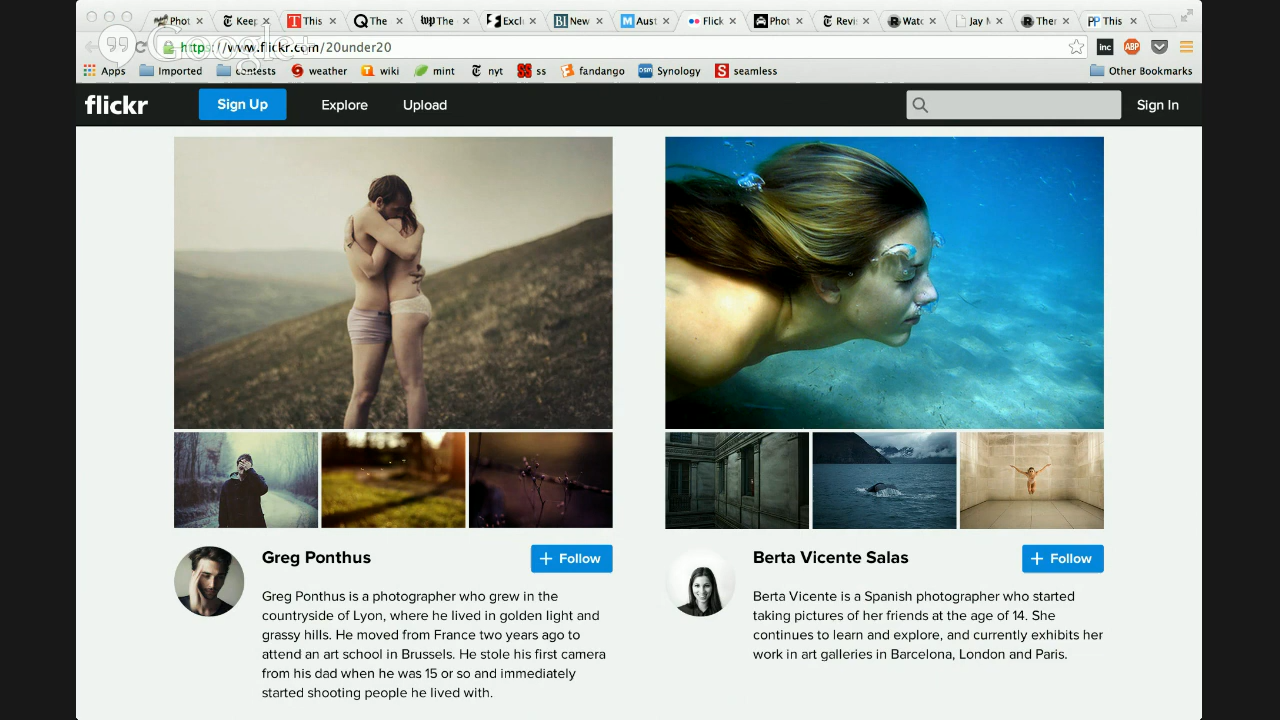 Phot
Keep
This
The
The
Excl
New
Aust
Flick
Phot
Revi
Watc
Jay M
The
This
Google+
https://www.flickr.com/20under20
inc
ABP
Apps
Imported
contests
weather
wiki
mint
nyt
ss
fandango
Synology
seamless
Other Bookmarks
flickr
Sign Up
Explore
Upload
Sign In
Greg Ponthus
+ Follow
Greg Ponthus is a photographer who grew in the
countryside of Lyon, where he lived in golden light and
grassy hills. He moved from France two years ago to
attend an art school in Brussels. He stole his first camera
from his dad when he was 15 or so and immediately
started shooting people he lived with.
Berta Vicente Salas
+ Follow
Berta Vicente is a Spanish photographer who started
taking pictures of her friends at the age of 14. She
continues to learn and explore, and currently exhibits her
work in art galleries in Barcelona, London and Paris.